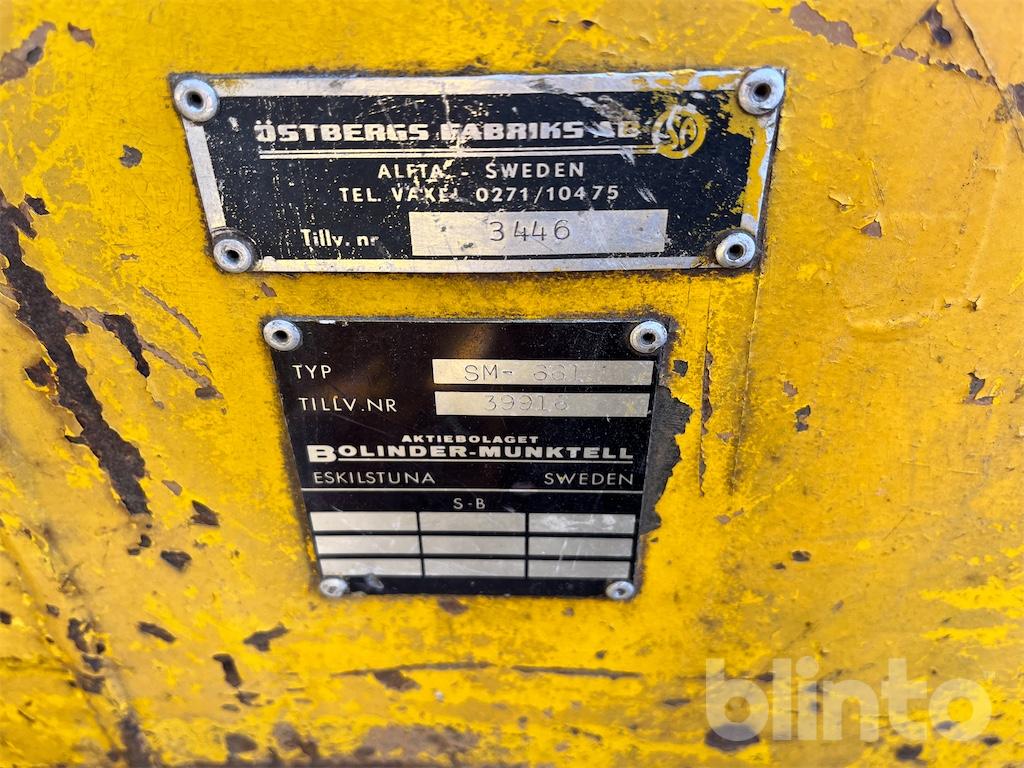 ÖSTBERGS FABRIKS AB
ALFTA - SWEDEN
TEL. VÄXEL 0271/10475
Tillv. nr 3446
TYP SM-
TILLV.NR 39918
AKTIEBOLAGET
BOLINDER-MUNKTELL
ESKILSTUNA SWEDEN
S-B
blinto